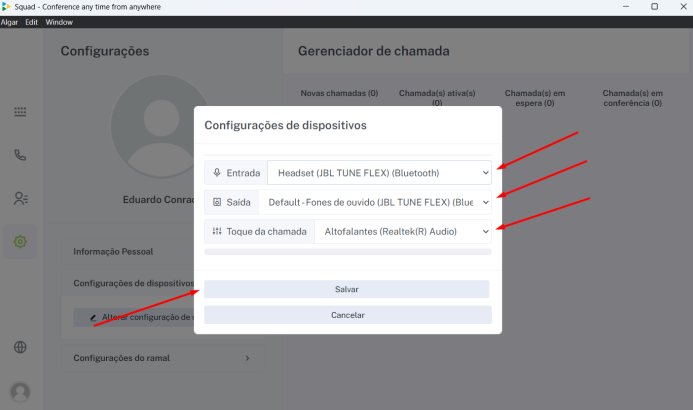 Squad - Conference any time from anywhere
Algar Edit Window
Configurações
Gerenciador de chamada
Novas chamadas (0)
Chamada(s) ativa(s)
(0)
Chamada(s) em
espera (0)
Chamada(s) em
conferência (0)
Eduardo Conra
Informação Pessoal
Configurações de dispositivos
Alterar configuração de
Configurações do ramal
Configurações de dispositivos
Entrada Headset (JBL TUNE FLEX) (Bluetooth)
Saída Default - Fones de ouvido (JBL TUNE FLEX) (Blue
Toque da chamada Altofalantes (Realtek(R) Audio)
Salvar
Cancelar